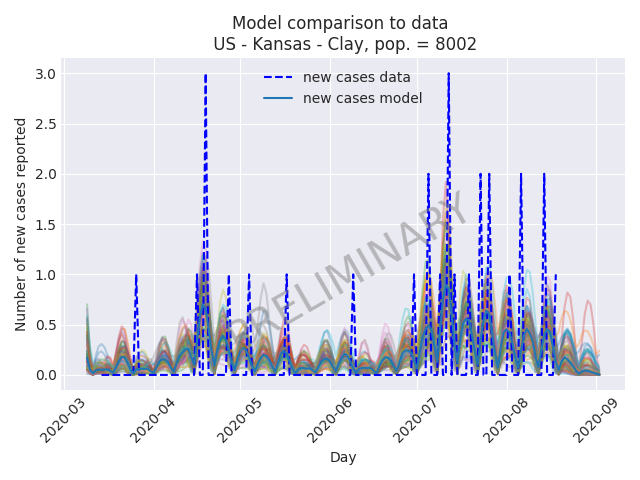 Model comparison to data
US - Kansas - Clay, pop. = 8002
new cases data
new cases model
PRELIMINARY
Number of new cases reported
3.0
2.5
2.0
1.5
1.0
0.5
0.0
2020-03
2020-04
2020-05
2020-06
2020-07
2020-08
2020-09
Day